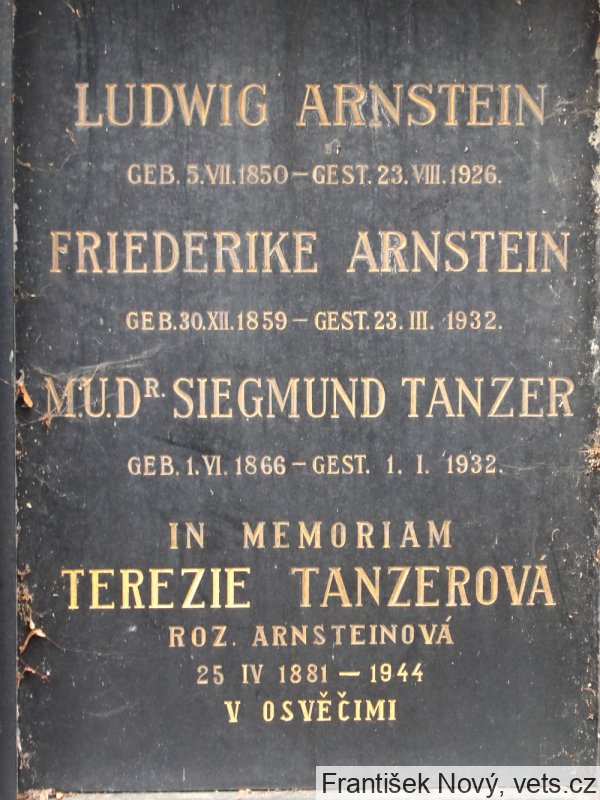 LUDWIG ARNSTEIN
GEB. 5. VII. 1850 – GEST. 23. VIII. 1926.
FRIEDERIKE ARNSTEIN
GEB. 30. XII. 1859 – GEST. 23. III. 1932.
M.U.DR. SIEGMUND TANZER
GEB. 1. VI. 1866 – GEST. 1. I. 1932.
IN MEMORIAM
TEREZIE TANZEROVÁ
ROZ. ARNSTEINOVÁ
25 IV 1881 – 1944
V OSVĚČIMI
František Nový, vets.cz